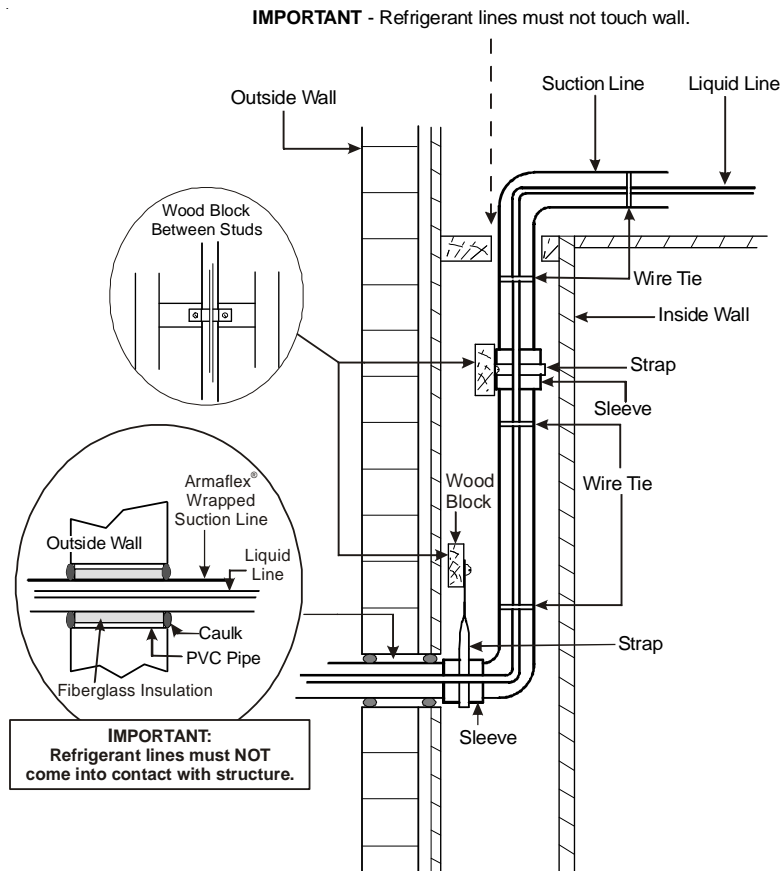 IMPORTANT - Refrigerant lines must not touch wall.
Suction Line
Liquid Line
Outside Wall
Wood Block
Between Studs
Wire Tie
Inside Wall
Strap
Sleeve
Wood
Block
Wire Tie
Armaflex®
Wrapped
Suction Line
Outside Wall
Liquid
Line
Caulk
PVC Pipe
Fiberglass Insulation
Strap
Sleeve
IMPORTANT:
Refrigerant lines must NOT
come into contact with structure.